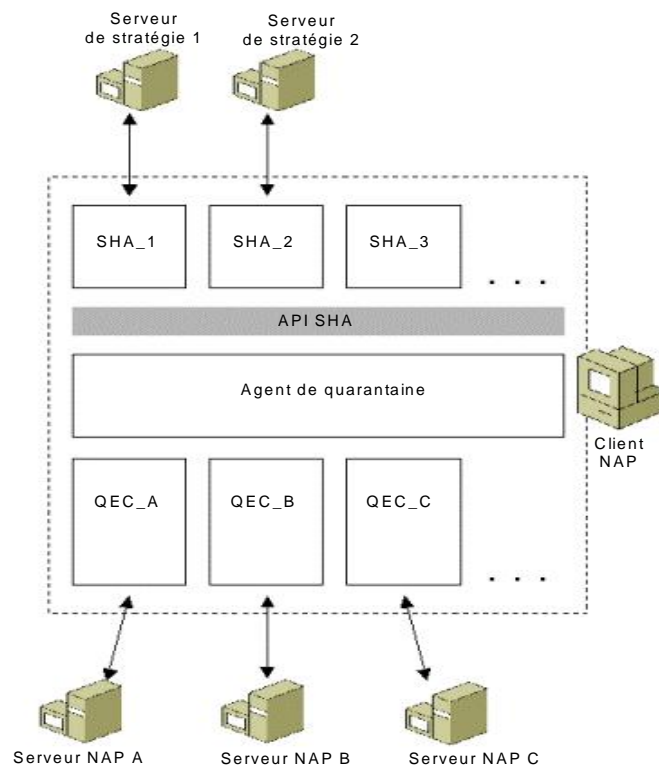 Serveur
de stratégie 1
Serveur
de stratégie 2
SHA_1
SHA_2
SHA_3
. . .
API SHA
Agent de quarantaine
Client
NAP
QEC_A
QEC_B
QEC_C
. . .
Serveur NAP A
Serveur NAP B
Serveur NAP C